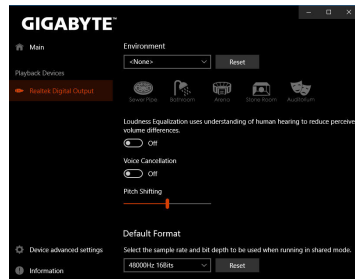 GIGABYTE™
Main
Playback Devices
Realtek Digital Output
Device advanced settings
Information
Environment
<None>
Reset
Sewer Pipe
Bathroom
Arena
Stone Room
Auditorium
Loudness Equalization uses understanding of human hearing to reduce perceive
volume differences.
Off
Voice Cancellation
Off
Pitch Shifting
Default Format
Select the sample rate and bit depth to be used when running in shared mode.
48000Hz 16Bits
Reset